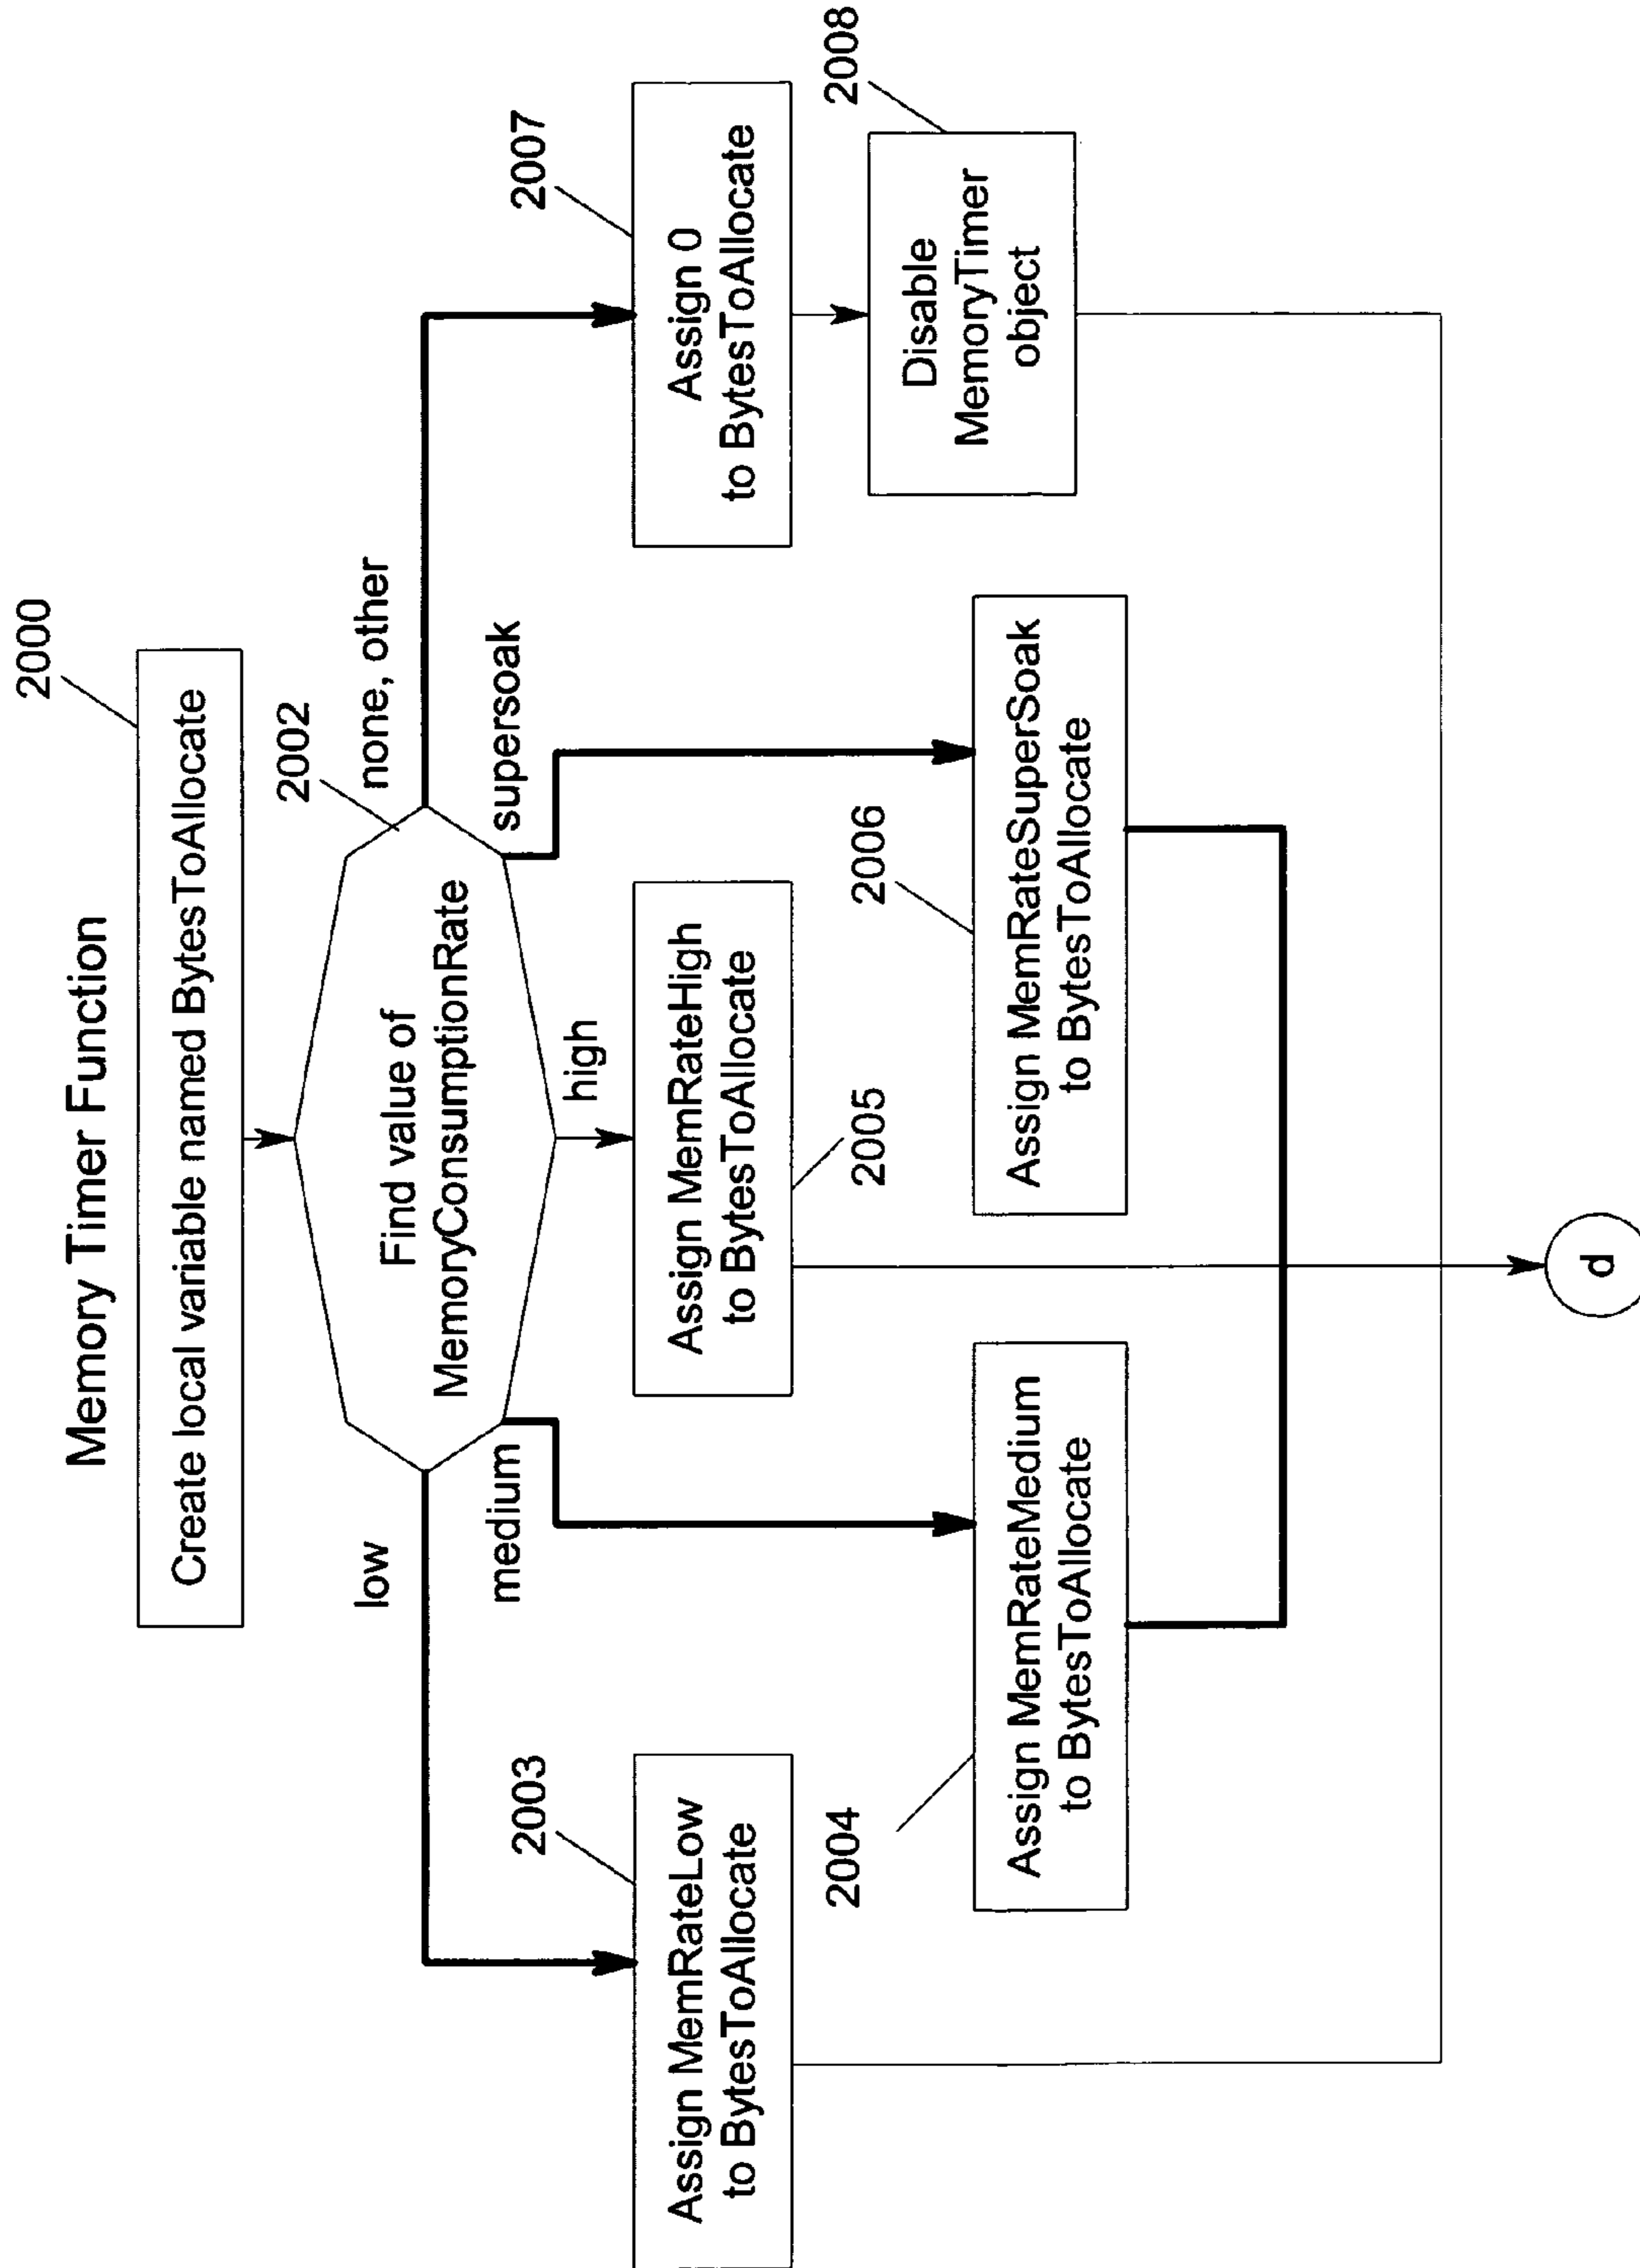 Memory Timer Function
2000
Create local variable named BytesToAllocate
2002
Find value of
MemoryConsumptionRate
low
medium
high
supersoak
none, other
2003
Assign MemRateLow
to BytesToAllocate
2004
Assign MemRateMedium
to BytesToAllocate
2005
Assign MemRateHigh
to BytesToAllocate
2006
Assign MemRateSuperSoak
to BytesToAllocate
2007
Assign 0
to BytesToAllocate
2008
Disable
MemoryTimer
object
d